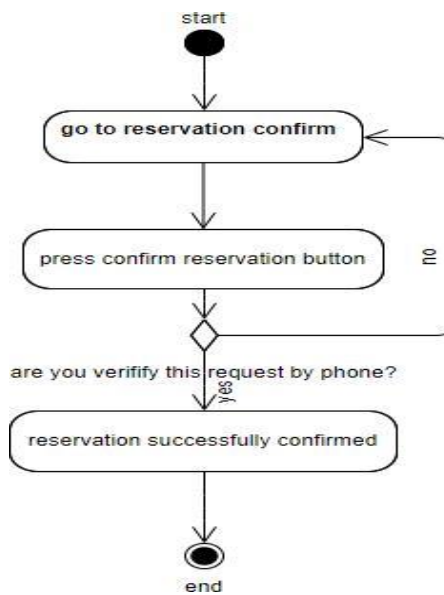 start
go to reservation confirm
press confirm reservation button
no
are you verifify this request by phone?
yes
reservation successfully confirmed
end